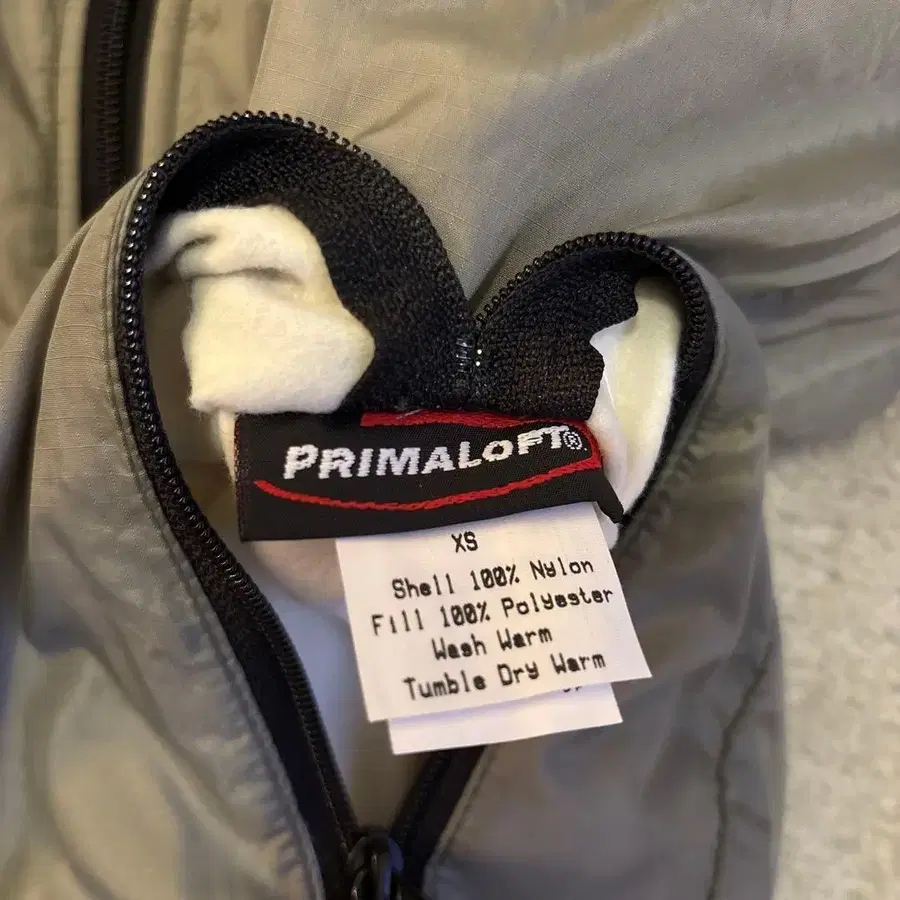 PRIMALOFT®
XS
Shell 100% Nylon
Fill 100% Polyester
Wash Warm
Tumble Dry Warm